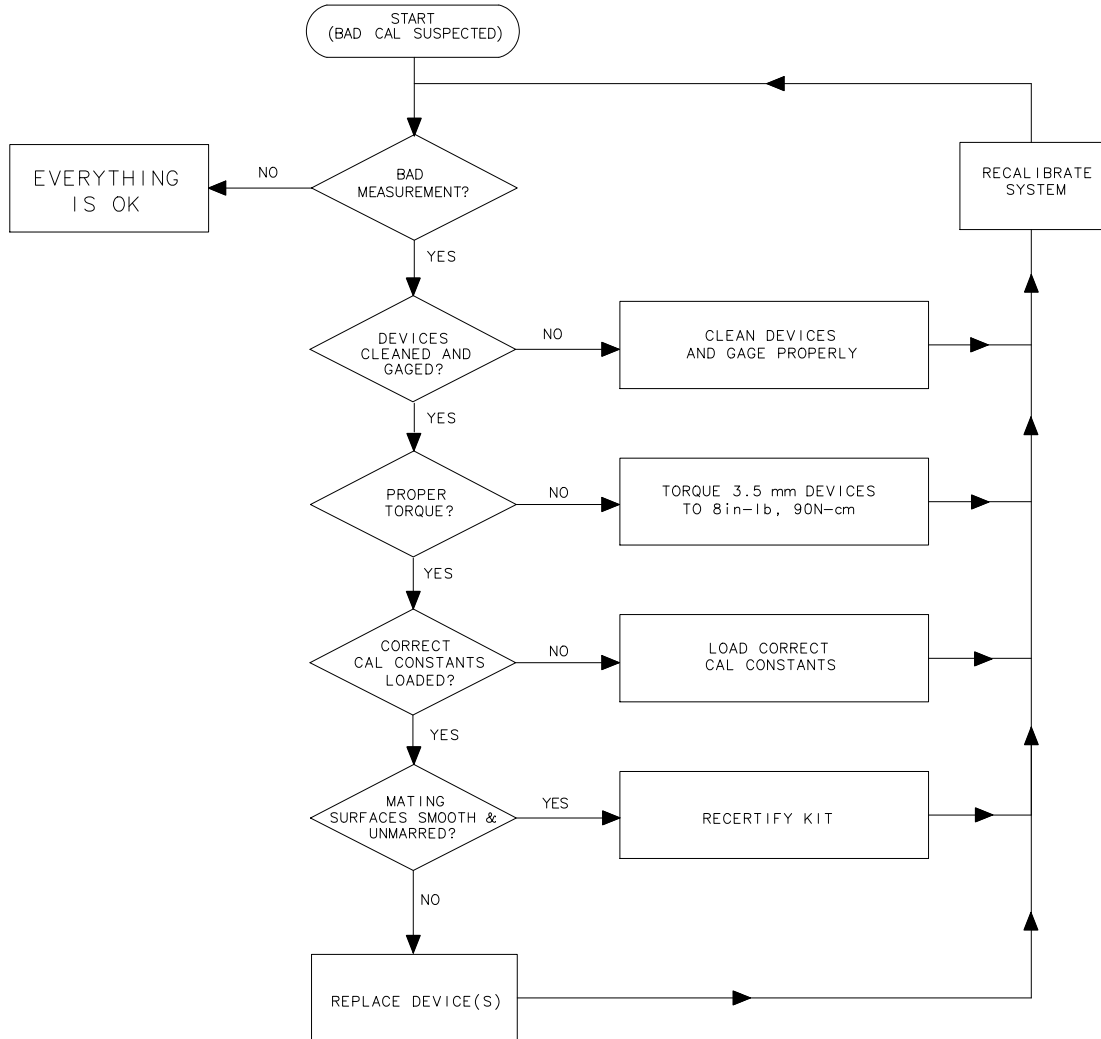 START
(BAD CAL SUSPECTED)
EVERYTHING
IS OK
NO
BAD
MEASUREMENT?
RECALIBRATE
SYSTEM
YES
DEVICES
CLEANED AND
GAGED?
NO
CLEAN DEVICES
AND GAGE PROPERLY
YES
PROPER
TORQUE?
NO
TORQUE 3.5 mm DEVICES
TO 8in-lb, 90N-cm
YES
CORRECT
CAL CONSTANTS
LOADED?
NO
LOAD CORRECT
CAL CONSTANTS
YES
MATING
SURFACES SMOOTH &
UNMARRED?
YES
RECERTIFY KIT
NO
REPLACE DEVICE(S)